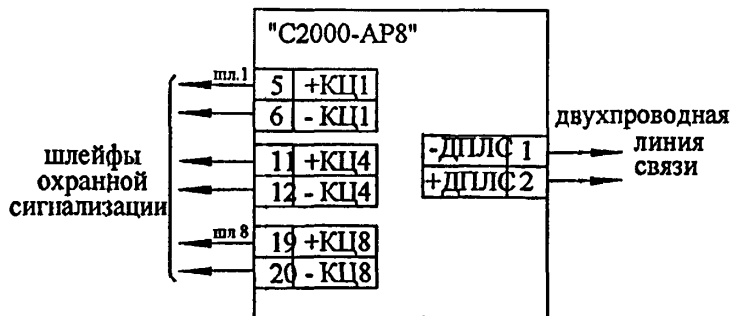 "С2000-АР8"
шл.1
5 +КЦ1
6 - КЦ1
11 +КЦ4
12 - КЦ4
шл 8
19 +КЦ8
20 - КЦ8
шлейфы
охранной
сигнализации
-ДПЛС 1
+ДПЛС 2
двухпроводная
линия
связи